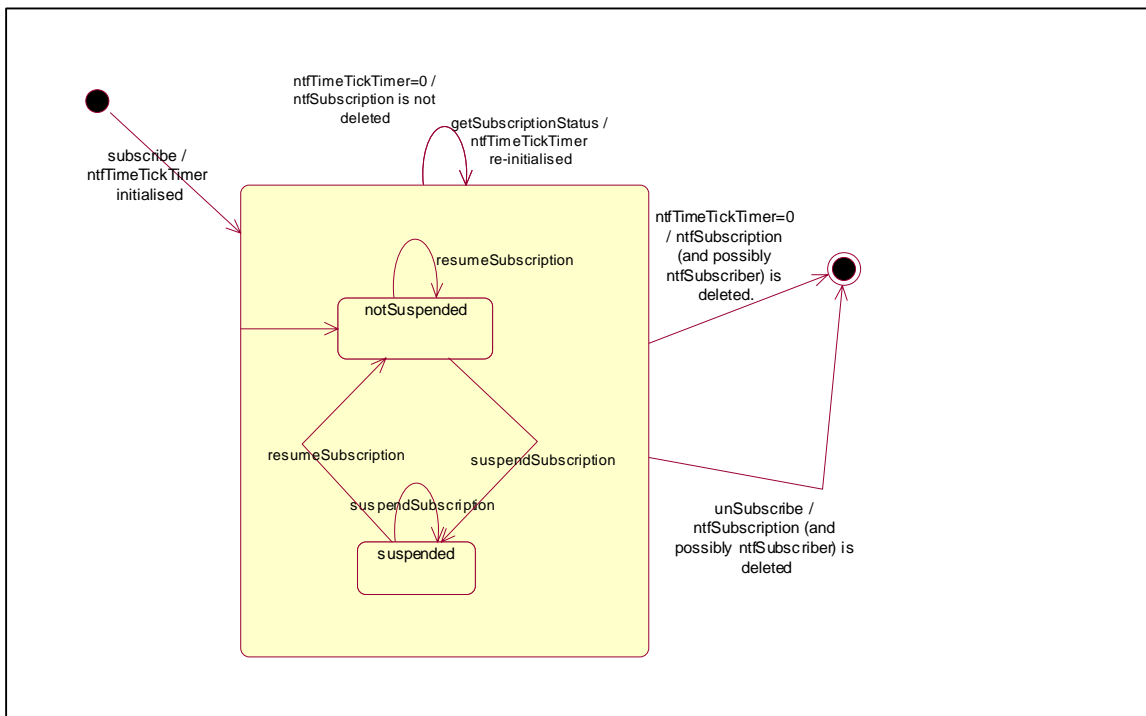 ntfTimeTickTimer=0 /
ntfSubscription is not
deleted
getSubscriptionStatus /
ntfTimeTickTimer
re-initialised
subscribe /
ntfTimeTickTimer
initialised
ntfTimeTickTimer=0
/ ntfSubscription
(and possibly
ntfSubscriber) is
deleted.
resumeSubscription
notSuspended
resumeSubscription
suspendSubscription
suspendSubscription
suspended
unSubscribe /
ntfSubscription (and
possibly ntfSubscriber) is
deleted